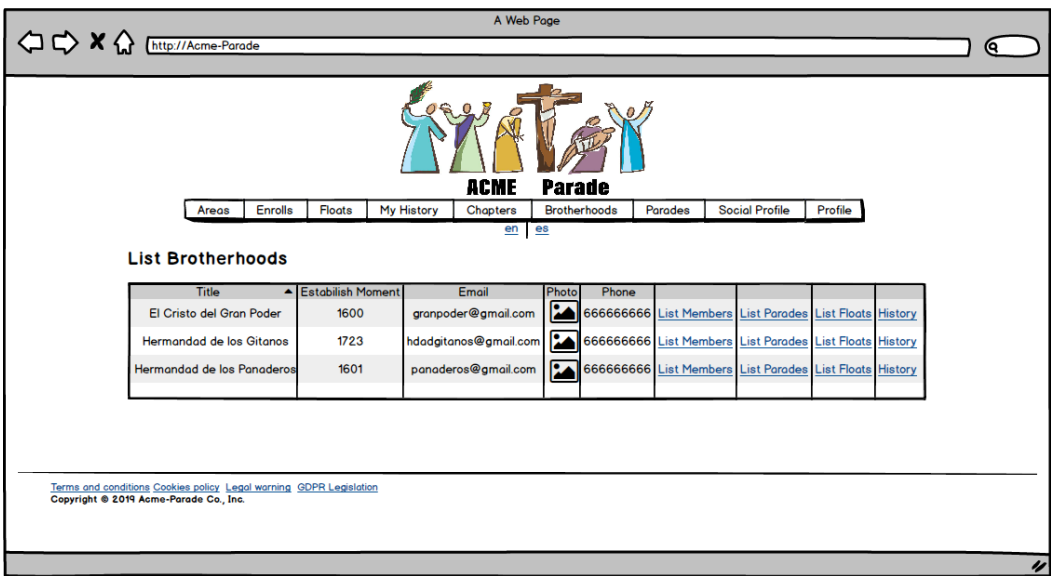 A Web Page
http://Acme-Parade
ACME Parade
Areas Enrolls Floats My History Chapters Brotherhoods Parades Social Profile Profile
en es
List Brotherhoods
Title Estabilish Moment Email Photo Phone
El Cristo del Gran Poder 1600 granpoder@gmail.com 666666666 List Members List Parades List Floats History
Hermandad de los Gitanos 1723 hdadgitanos@gmail.com 666666666 List Members List Parades List Floats History
Hermandad de los Panaderos 1601 panaderos@gmail.com 666666666 List Members List Parades List Floats History
Terms and conditions Cookies policy Legal warning GDPR Legislation
Copyright © 2019 Acme-Parade Co., Inc.